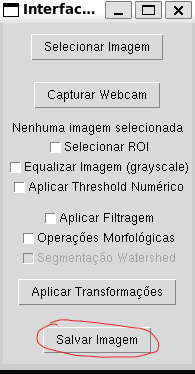 Interfac...
Selecionar Imagem
Capturar Webcam
Nenhuma imagem selecionada
Selecionar ROI
Equalizar Imagem (grayscale)
Aplicar Threshold Numérico
Aplicar Filtragem
Operações Morfológicas
Segmentação Watershed
Aplicar Transformações
Salvar Imagem